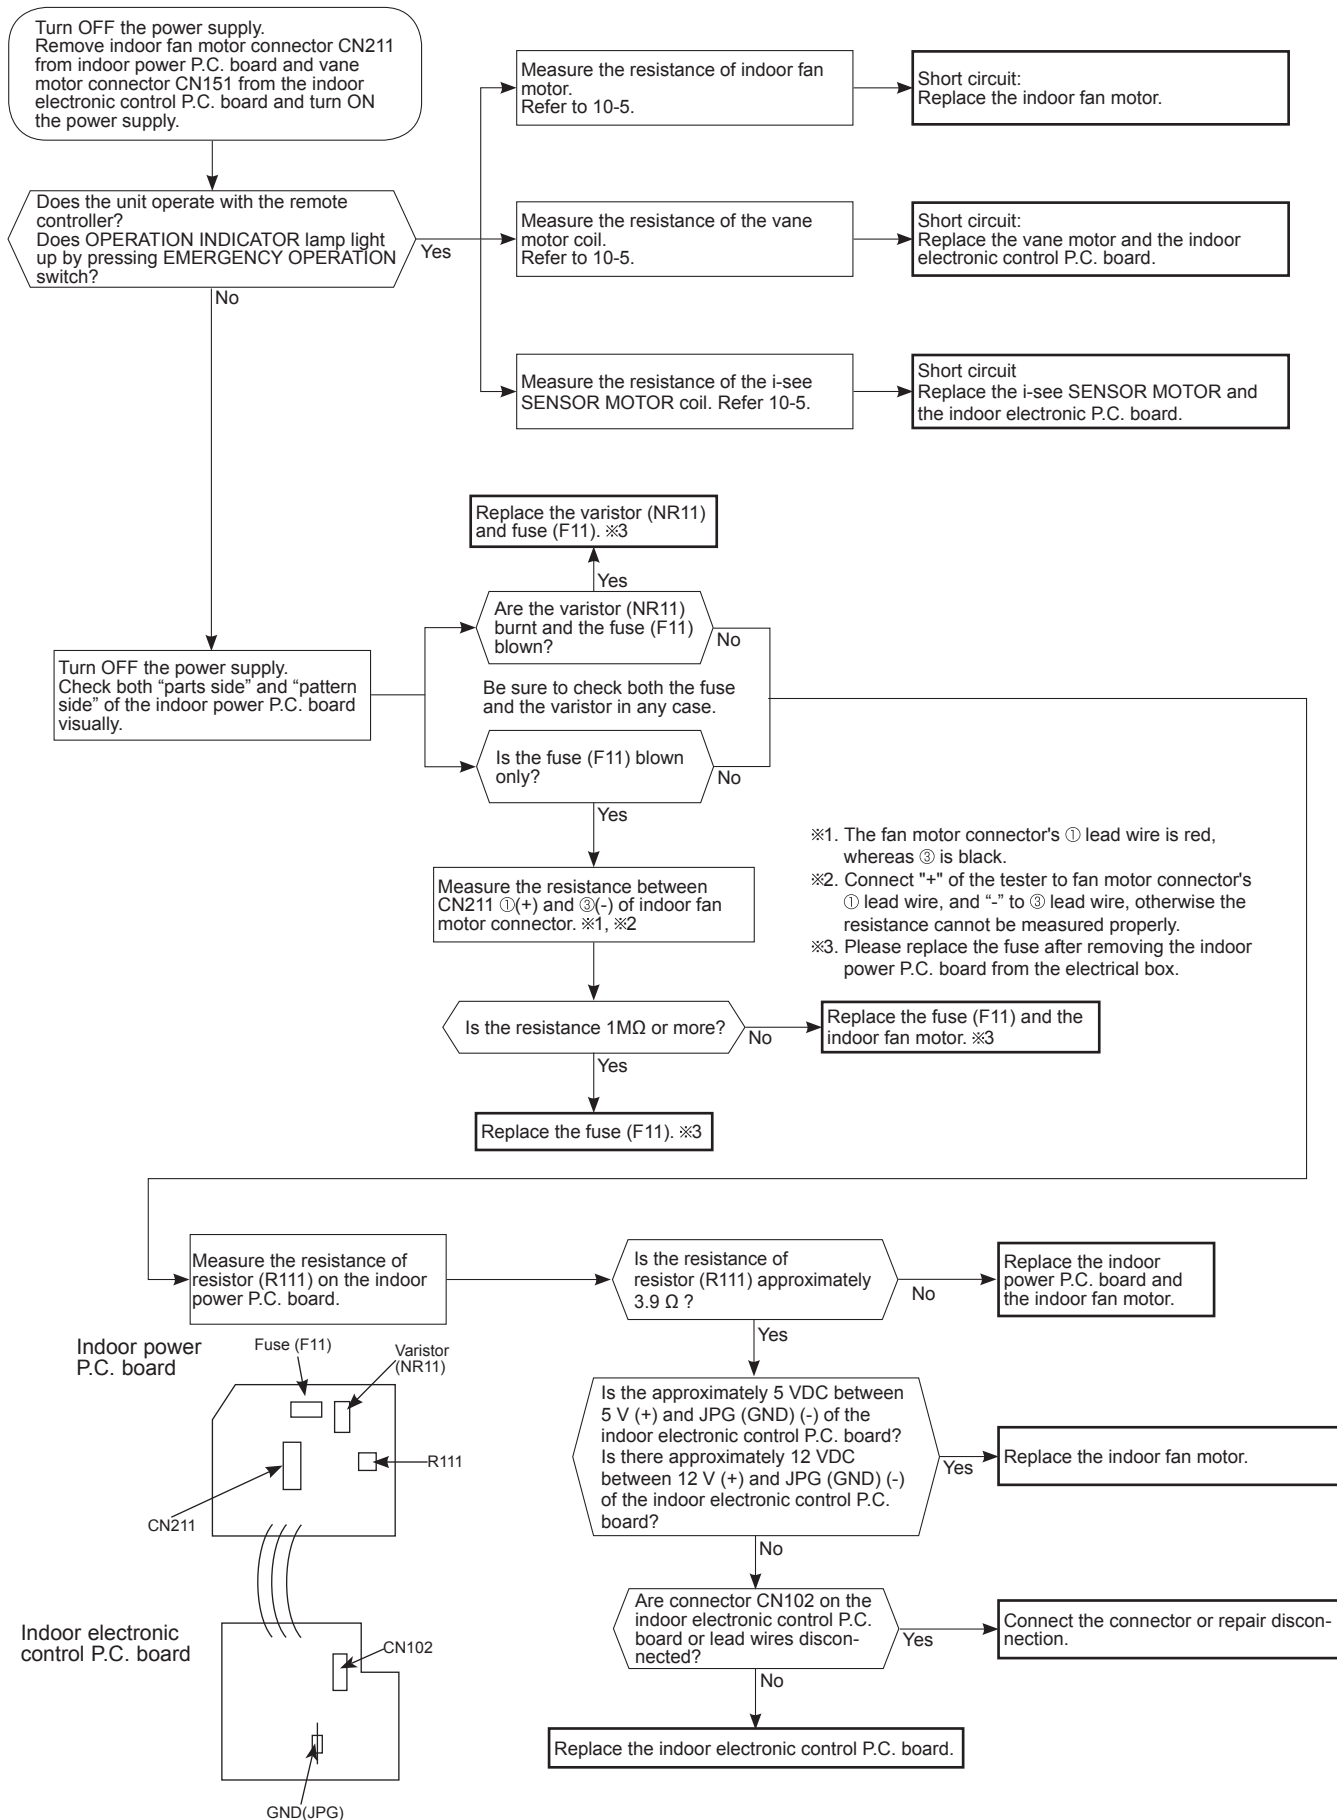 Turn OFF the power supply.
Remove indoor fan motor connector CN211
from indoor power P.C. board and vane
motor connector CN151 from the indoor
electronic control P.C. board and turn ON
the power supply.
Does the unit operate with the remote
controller?
Does OPERATION INDICATOR lamp light
up by pressing EMERGENCY OPERATION
switch?
Yes
No
Measure the resistance of indoor fan
motor.
Refer to 10-5.
Short circuit:
Replace the indoor fan motor.
Measure the resistance of the vane
motor coil.
Refer to 10-5.
Short circuit:
Replace the vane motor and the indoor
electronic control P.C. board.
Measure the resistance of the i-see
SENSOR MOTOR coil. Refer 10-5.
Short circuit
Replace the i-see SENSOR MOTOR and
the indoor electronic P.C. board.
Replace the varistor (NR11)
and fuse (F11). ※3
Yes
Are the varistor (NR11)
burnt and the fuse (F11)
blown?
No
Turn OFF the power supply.
Check both “parts side” and “pattern
side” of the indoor power P.C. board
visually.
Be sure to check both the fuse
and the varistor in any case.
Is the fuse (F11) blown
only?
No
Yes
Measure the resistance between
CN211 ①(+) and ③(-) of indoor fan
motor connector. ※1, ※2
※1. The fan motor connector's ① lead wire is red,
whereas ③ is black.
※2. Connect "+" of the tester to fan motor connector's
① lead wire, and “-” to ③ lead wire, otherwise the
resistance cannot be measured properly.
※3. Please replace the fuse after removing the indoor
power P.C. board from the electrical box.
Is the resistance 1MΩ or more?
No
Replace the fuse (F11) and the
indoor fan motor. ※3
Yes
Replace the fuse (F11). ※3
Measure the resistance of
resistor (R111) on the indoor
power P.C. board.
Is the resistance of
resistor (R111) approximately
3.9 Ω ?
No
Replace the indoor
power P.C. board and
the indoor fan motor.
Yes
Is the approximately 5 VDC between
5 V (+) and JPG (GND) (-) of the
indoor electronic control P.C. board?
Is there approximately 12 VDC
between 12 V (+) and JPG (GND) (-)
of the indoor electronic control P.C.
board?
Yes
Replace the indoor fan motor.
No
Are connector CN102 on the
indoor electronic control P.C.
board or lead wires discon-
nected?
Yes
Connect the connector or repair discon-
nection.
No
Replace the indoor electronic control P.C. board.
Indoor power
P.C. board
Fuse (F11)
Varistor
(NR11)
R111
CN211
Indoor electronic
control P.C. board
CN102
GND(JPG)